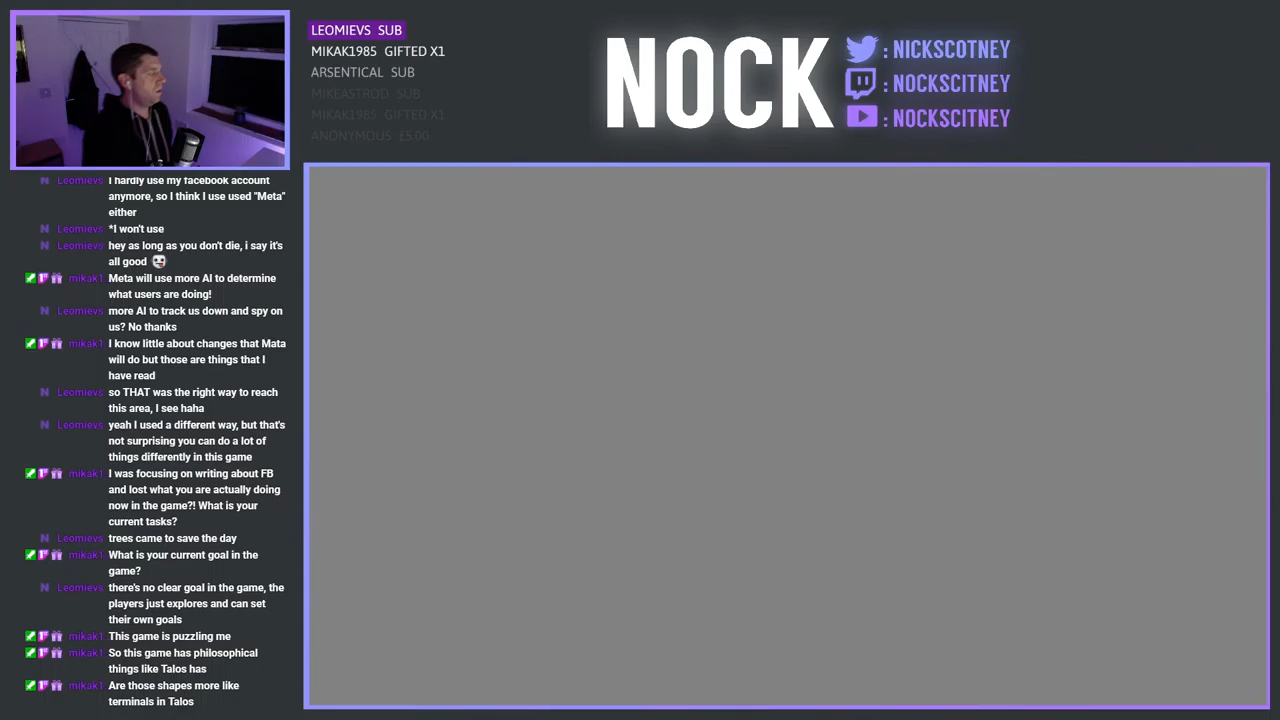 LEOMIEVS SUB
MIKAK1985 GIFTED X1
ARSENTICAL SUB
MIKEASTROD SUB
MIKAK1985 GIFTED X1
ANONYMOUS £5.00
NOCK
: NICKSCOTNEY
: NOCKSCITNEY
: NOCKSCITNEY
Leomievs I hardly use my facebook account
anymore, so I think I use used "Meta"
either
Leomievs *I won't use
Leomievs hey as long as you don't die, i say it's
all good
mikak1 Meta will use more AI to determine
what users are doing!
Leomievs more AI to track us down and spy on
us? No thanks
mikak1 I know little about changes that Mata
will do but those are things that I
have read
Leomievs so THAT was the right way to reach
this area, I see haha
Leomievs yeah I used a different way, but that's
not surprising you can do a lot of
things differently in this game
mikak1 I was focusing on writing about FB
and lost what you are actually doing
now in the game?! What is your
current tasks?
Leomievs trees came to save the day
mikak1 What is your current goal in the
game?
Leomievs there's no clear goal in the game, the
players just explores and can set
their own goals
mikak1 This game is puzzling me
mikak1 So this game has philosophical
things like Talos has
mikak1 Are those shapes more like
terminals in Talos